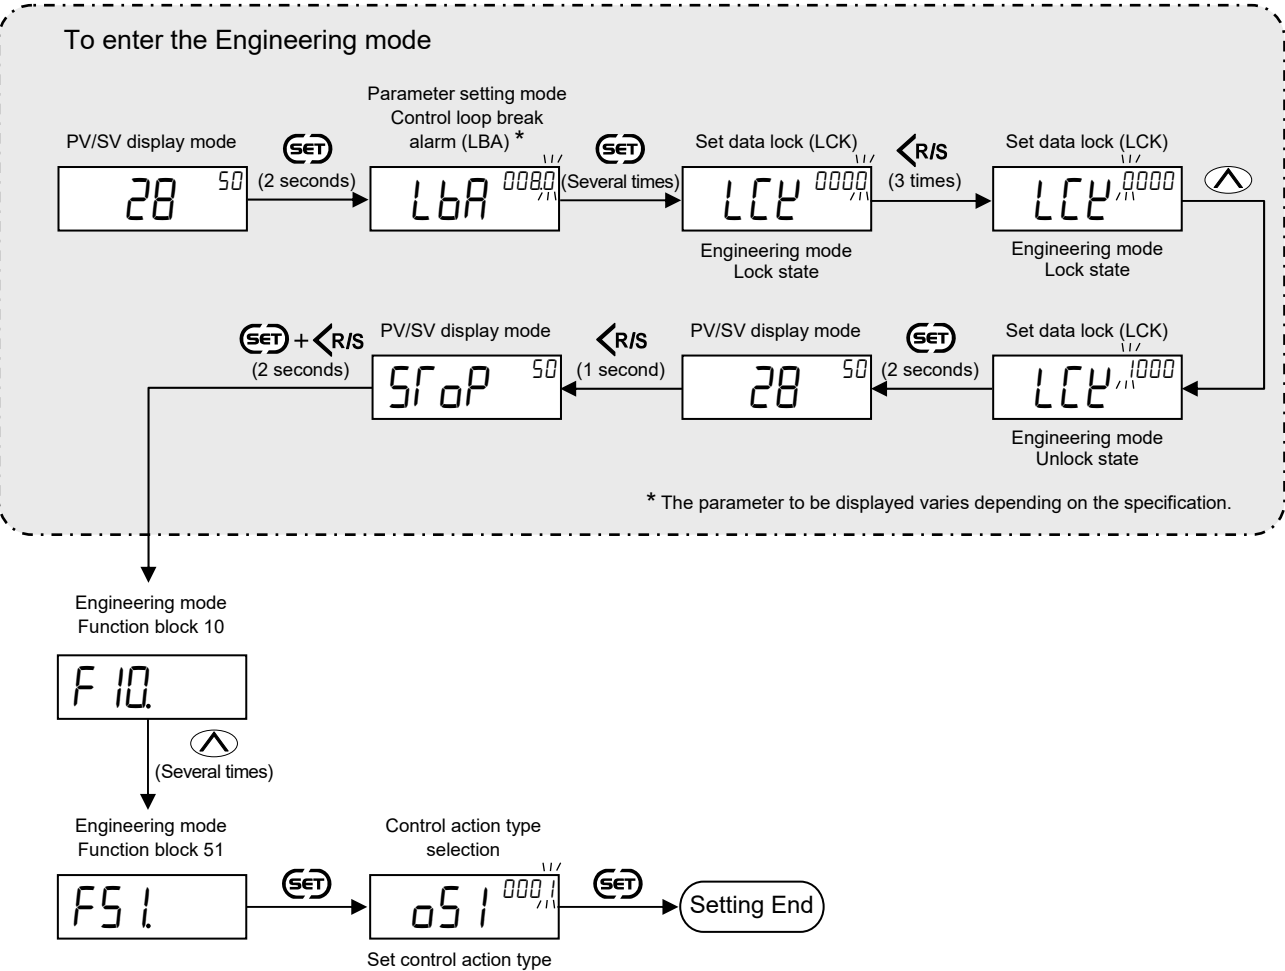 To enter the Engineering mode
PV/SV display mode
28 50
SET
(2 seconds)
Parameter setting mode
Control loop break
alarm (LBA) *
LbA 0080
SET
(Several times)
Set data lock (LCK)
LCK 0000
Engineering mode
Lock state
<R/S
(3 times)
Set data lock (LCK)
LCK 0000
Engineering mode
Lock state
Set data lock (LCK)
LCK 1000
Engineering mode
Unlock state
SET
(2 seconds)
PV/SV display mode
28 50
<R/S
(1 second)
PV/SV display mode
SToP 50
SET + <R/S
(2 seconds)
* The parameter to be displayed varies depending on the specification.
Engineering mode
Function block 10
F10.
(Several times)
Engineering mode
Function block 51
F51.
SET
Control action type
selection
oS1 0001
Set control action type
SET
Setting End